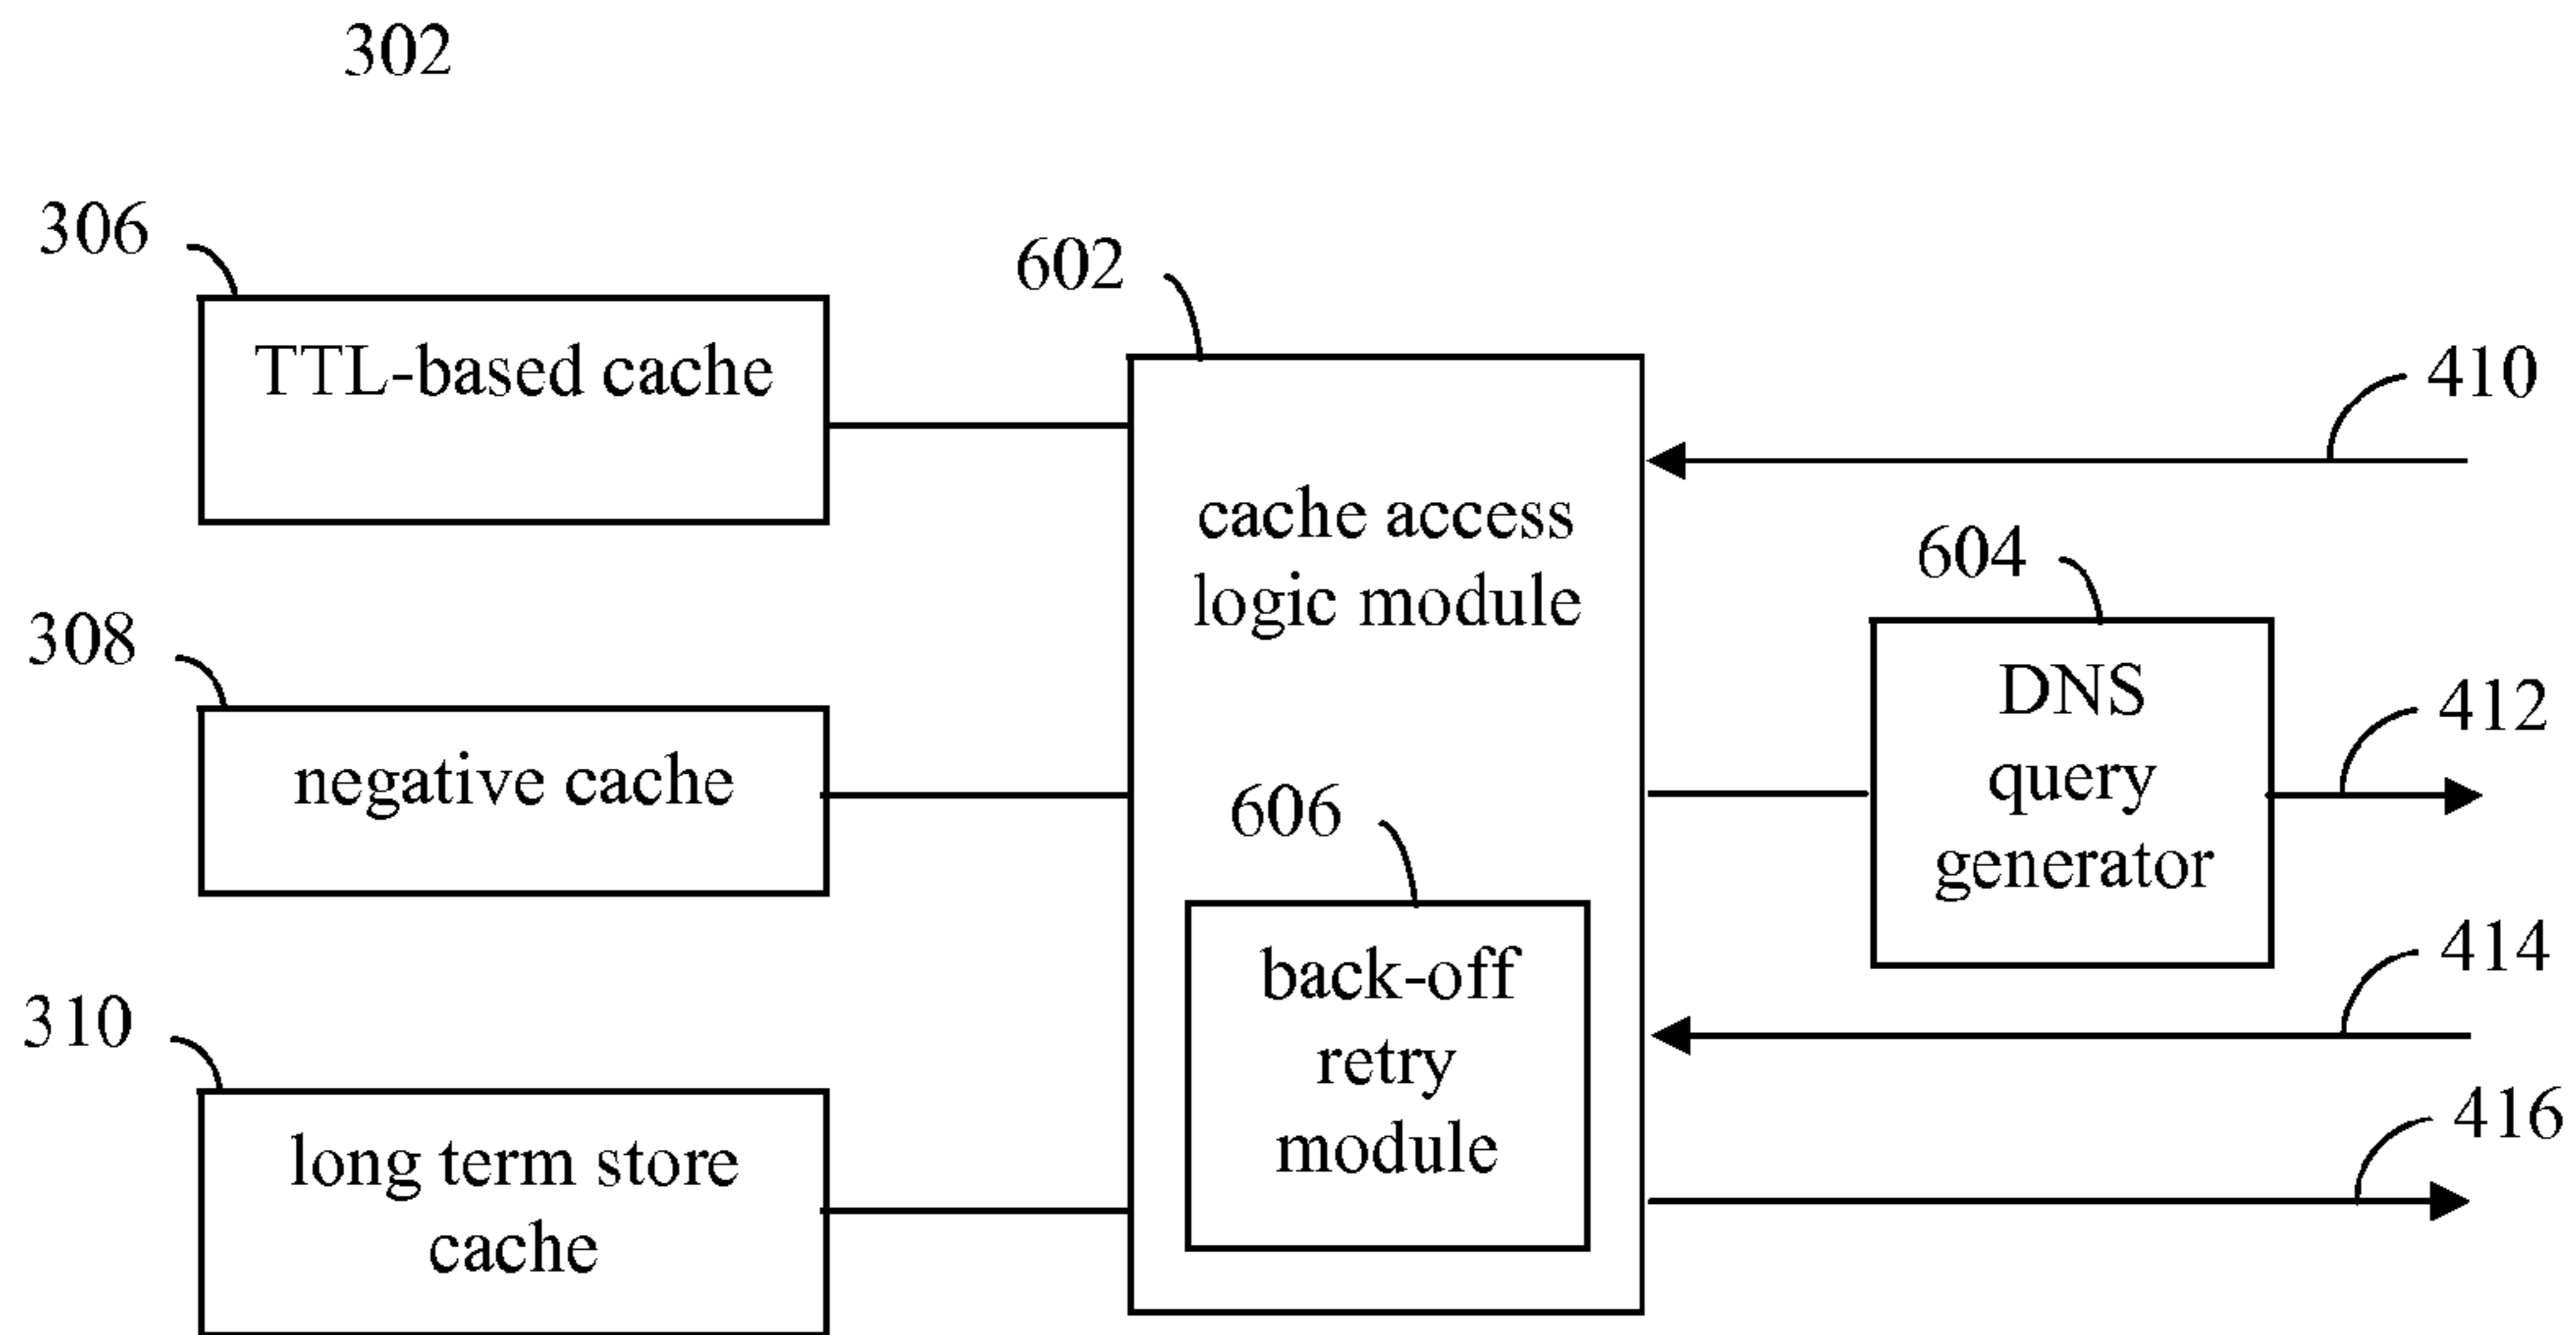 302
306
TTL-based cache
308
negative cache
310
long term store
cache
602
cache access
logic module
606
back-off
retry
module
410
604
DNS
query
generator
412
414
416